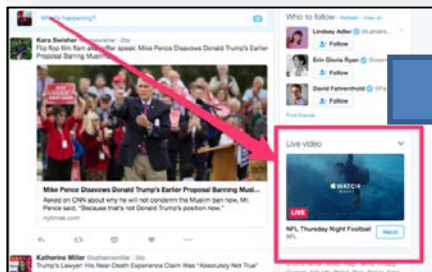 What's happening?
Kara Swisher
Flip flop flim flam
speak: Mike Pence Disavows Donald Trump's Earlier
Proposal Barring Muslims
Mike Pence Disavows Donald Trump's Earlier Proposal Barring Musl...
Asked on CNN about why he will not condemn the Muslim ban now, Mr.
Pence said, "Because that's not Donald Trump's position now."
nytimes.com
Katherine Miller
Trump's Lawyer: His Near-Death Experience Claim Was "Absolutely Not True"
Who to follow Refresh View all
Lindsey Adler
Follow
Erin Gloria Ryan
Follow
David Fahrenthold
Follow
Find friends
Live video
WATCH
LIVE
NFL Thursday Night Football
NFL
Watch